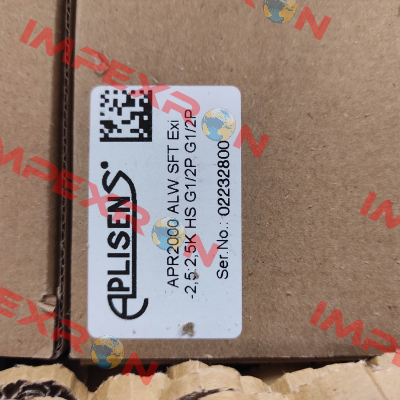 APLISENS®
APR2000 ALW SFT Exi
-2,5:2,5K HS G1/2P G1/2P
Ser.No.: 02232800
IMPEXRON
IMPEXRON
IMPEXRON
IMPEXRON